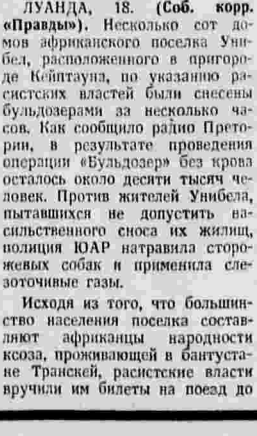 ЛУАНДА, 18. (Соб. корр.
«Правды»). Несколько сот до-
мов африканского поселка Уни-
бел, расположенного в пригоро-
де Кейптауна, по указанию ра-
систских властей были снесены
бульдозерами за несколько ча-
сов. Как сообщило радио Прето-
рии, в результате проведения
операции «Бульдозер» без крова
осталось около десяти тысяч че-
ловек. Против жителей Унибела,
пытавшихся не допустить на-
сильственного сноса их жилищ,
полиция ЮАР натравила сторо-
жевых собак и применила сле-
зоточивые газы.
Исходя из того, что большин-
ство населения поселка состав-
ляют африканцы народности
ксоза, проживающей в бантуста-
не Транскей, расистские власти
вручили им билеты на поезд до